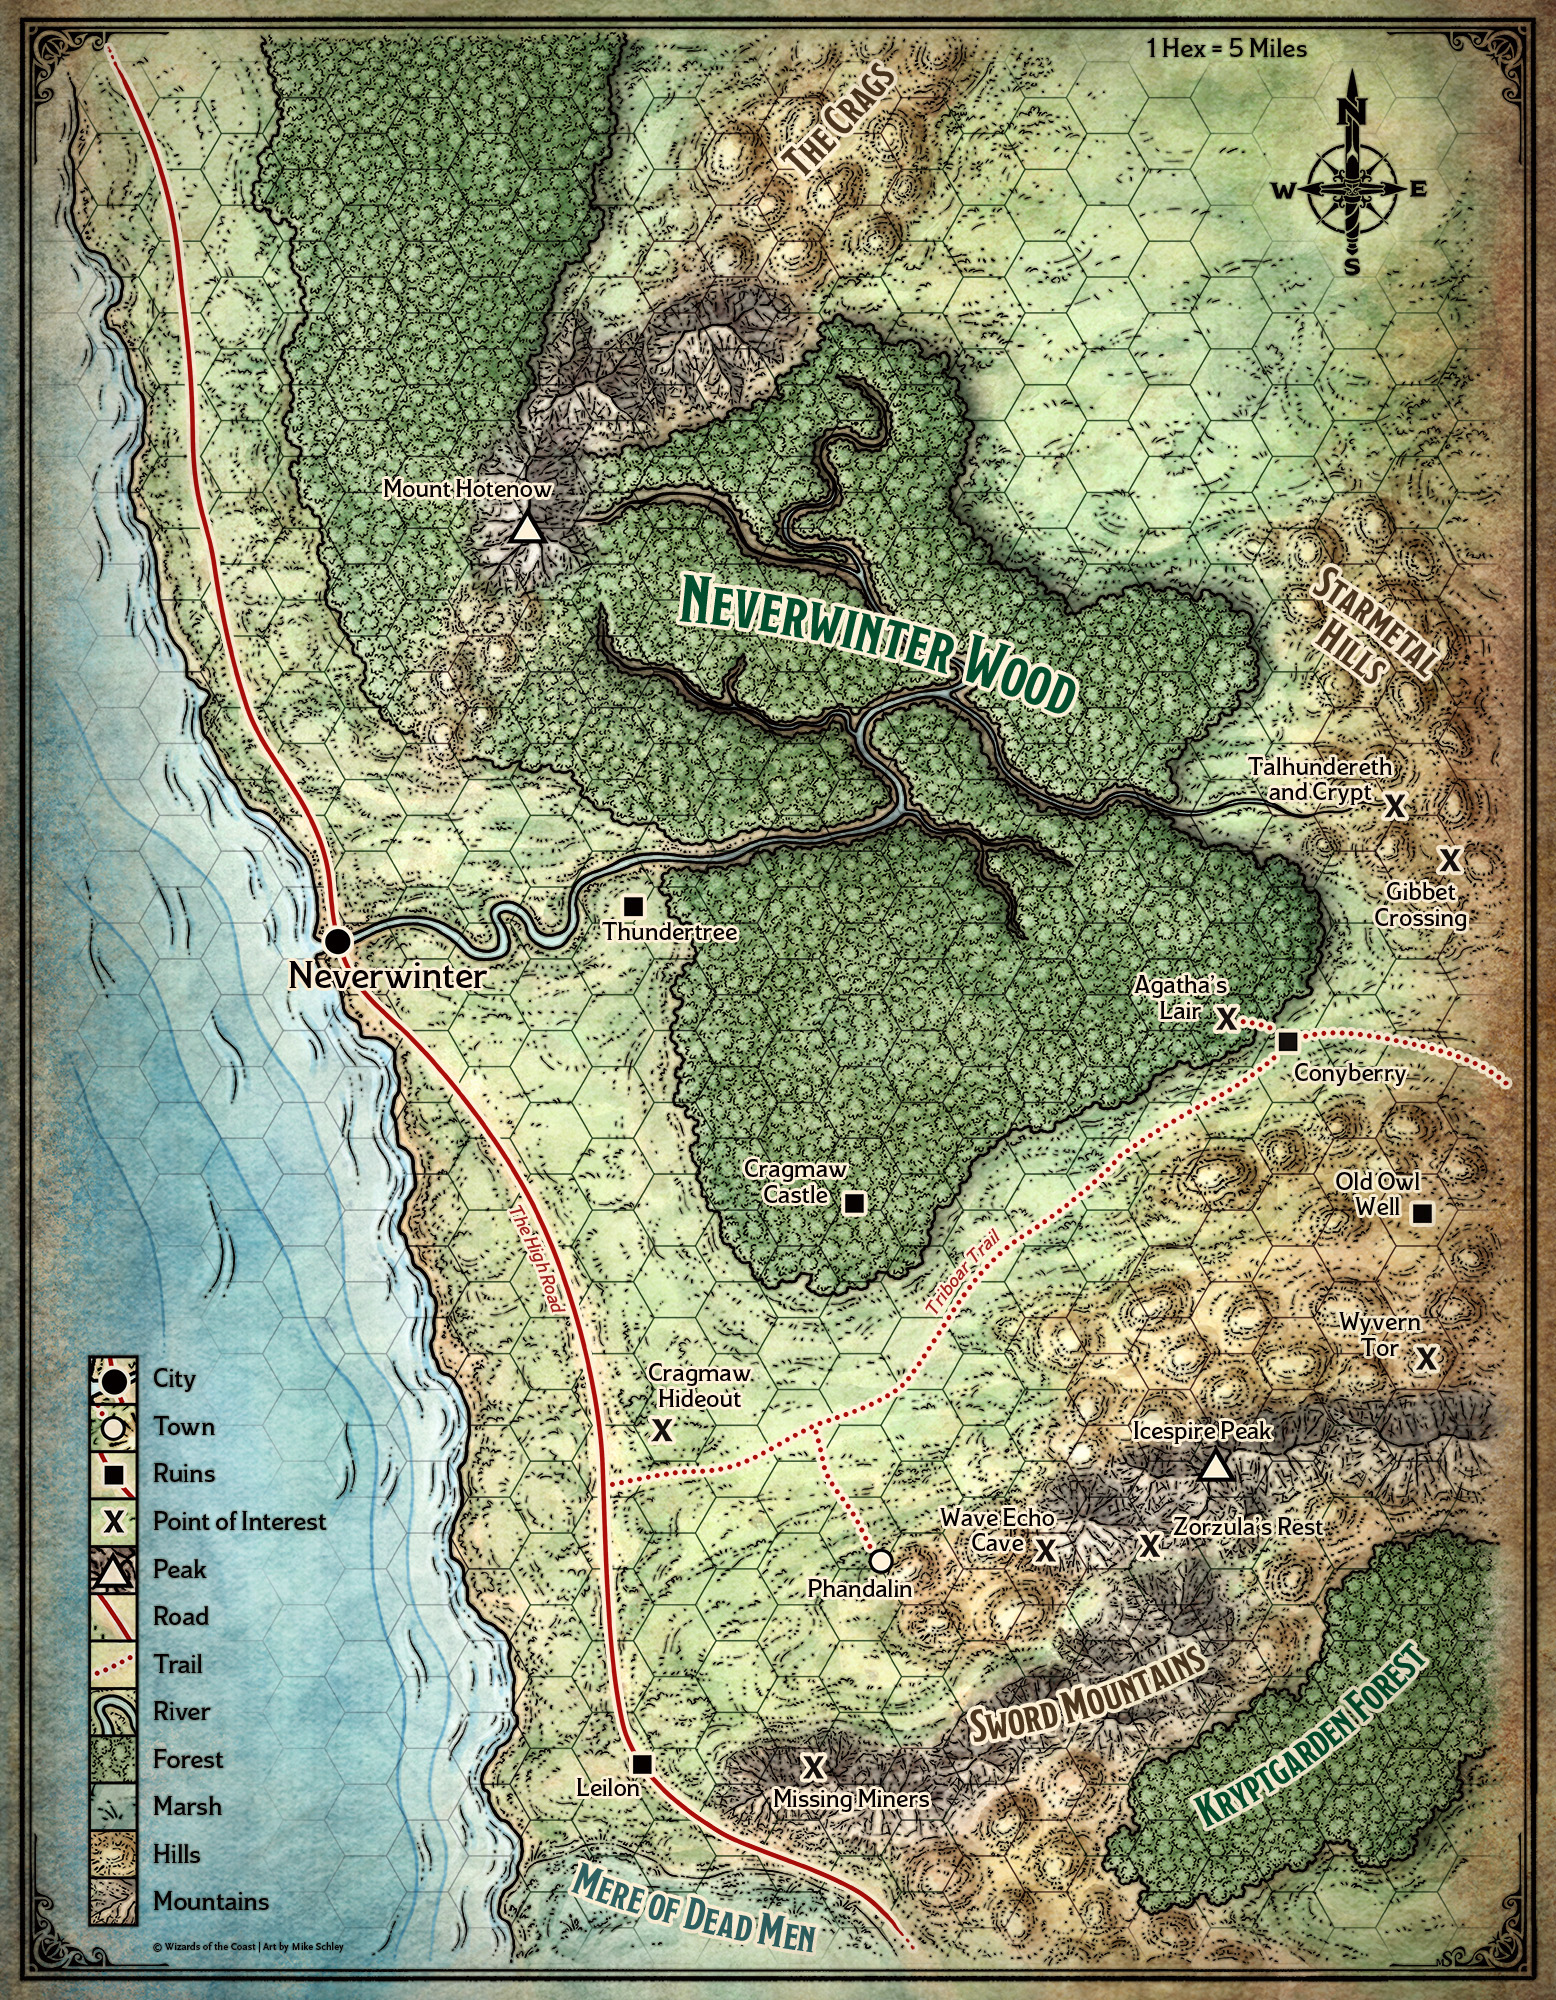 1 Hex = 5 Miles
The Crags
N
W
E
S
Mount Hotenow
Neverwinter Wood
Starmetal
Hills
Talhundereth
and Crypt
X
X
Gibbet
Crossing
Thundertree
Neverwinter
Agatha's
Lair X
Conyberry
Cragmaw
Castle
Old Owl
Well
The High Road
Triboar Trail
Wyvern
Tor X
Cragmaw
Hideout
X
Icespire Peak
Wave Echo
Cave X
X Zorzula's Rest
Phandalin
Sword Mountains
Kryptgarden Forest
Leilon
X
Missing Miners
Mere of Dead Men
City
Town
Ruins
X Point of Interest
Peak
Road
Trail
River
Forest
Marsh
Hills
Mountains
© Wizards of the Coast | Art by Mike Schley